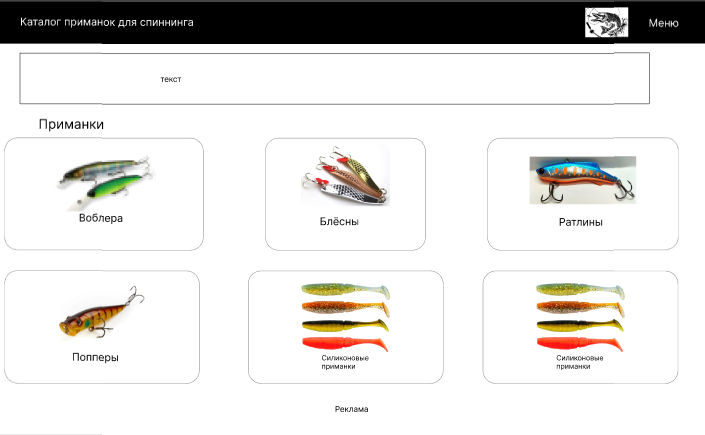 Каталог приманок для спиннинга
Меню
текст
Приманки
Воблера
Блёсны
Ратлины
Попперы
Силиконовые
приманки
Силиконовые
приманки
Реклама